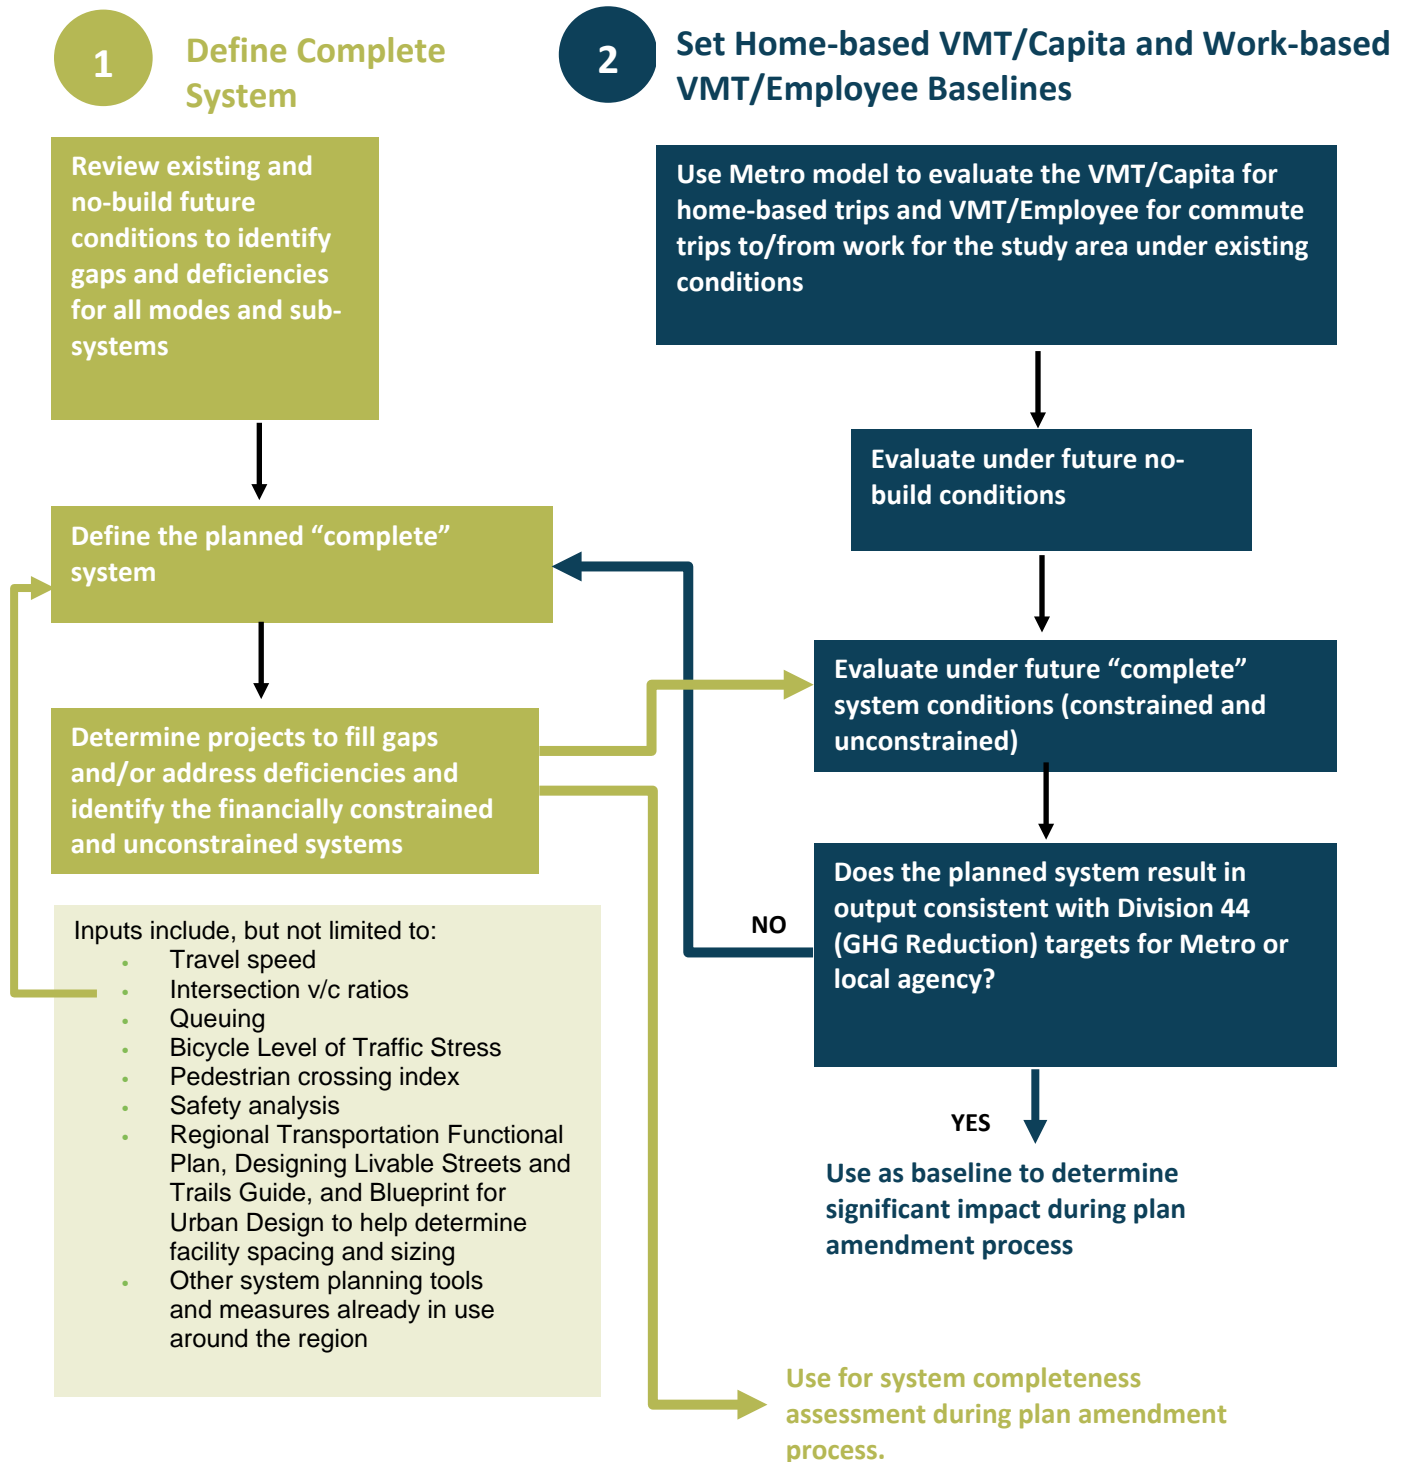 1
Define Complete
System
Review existing and
no-build future
conditions to identify
gaps and deficiencies
for all modes and sub-
systems
Define the planned “complete”
system
Determine projects to fill gaps
and/or address deficiencies and
identify the financially constrained
and unconstrained systems
Inputs include, but not limited to:
• Travel speed
• Intersection v/c ratios
• Queuing
• Bicycle Level of Traffic Stress
• Pedestrian crossing index
• Safety analysis
• Regional Transportation Functional
Plan, Designing Livable Streets and
Trails Guide, and Blueprint for
Urban Design to help determine
facility spacing and sizing
• Other system planning tools
and measures already in use
around the region
2
Set Home-based VMT/Capita and Work-based
VMT/Employee Baselines
Use Metro model to evaluate the VMT/Capita for
home-based trips and VMT/Employee for commute
trips to/from work for the study area under existing
conditions
Evaluate under future no-
build conditions
Evaluate under future “complete”
system conditions (constrained and
unconstrained)
Does the planned system result in
output consistent with Division 44
(GHG Reduction) targets for Metro or
local agency?
NO
YES
Use as baseline to determine
significant impact during plan
amendment process
Use for system completeness
assessment during plan amendment
process.